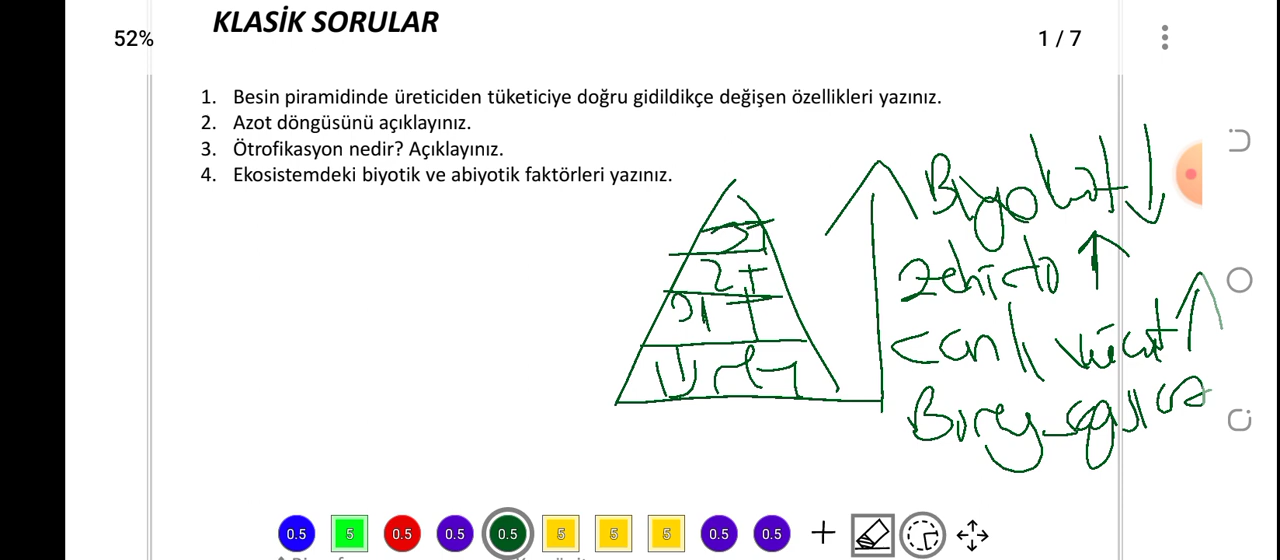 KLASİK SORULAR
52%
1 / 7
1. Besin piramidinde üreticiden tüketiciye doğru gidildikçe değişen özellikleri yazınız.
2. Azot döngüsünü açıklayınız.
3. Ötrofikasyon nedir? Açıklayınız.
4. Ekosistemdeki biyotik ve abiyotik faktörleri yazınız.
Biyo ↓
2T
↑
canlı ↑
Birey
0.5 5 0.5 0.5 0.5 5 5 5 0.5 0.5 +